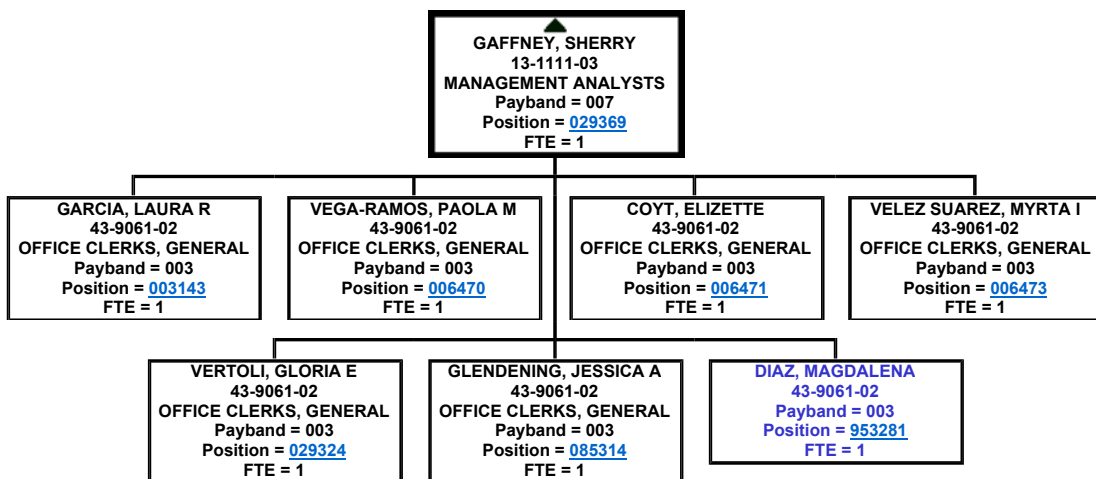 GAFFNEY, SHERRY
13-1111-03
MANAGEMENT ANALYSTS
Payband = 007
Position = 029369
FTE = 1
GARCIA, LAURA R
43-9061-02
OFFICE CLERKS, GENERAL
Payband = 003
Position = 003143
FTE = 1
VEGA-RAMOS, PAOLA M
43-9061-02
OFFICE CLERKS, GENERAL
Payband = 003
Position = 006470
FTE = 1
COYT, ELIZETTE
43-9061-02
OFFICE CLERKS, GENERAL
Payband = 003
Position = 006471
FTE = 1
VELEZ SUAREZ, MYRTA I
43-9061-02
OFFICE CLERKS, GENERAL
Payband = 003
Position = 006473
FTE = 1
VERTOLI, GLORIA E
43-9061-02
OFFICE CLERKS, GENERAL
Payband = 003
Position = 029324
FTE = 1
GLENDENING, JESSICA A
43-9061-02
OFFICE CLERKS, GENERAL
Payband = 003
Position = 085314
FTE = 1
DIAZ, MAGDALENA
43-9061-02
Payband = 003
Position = 953281
FTE = 1